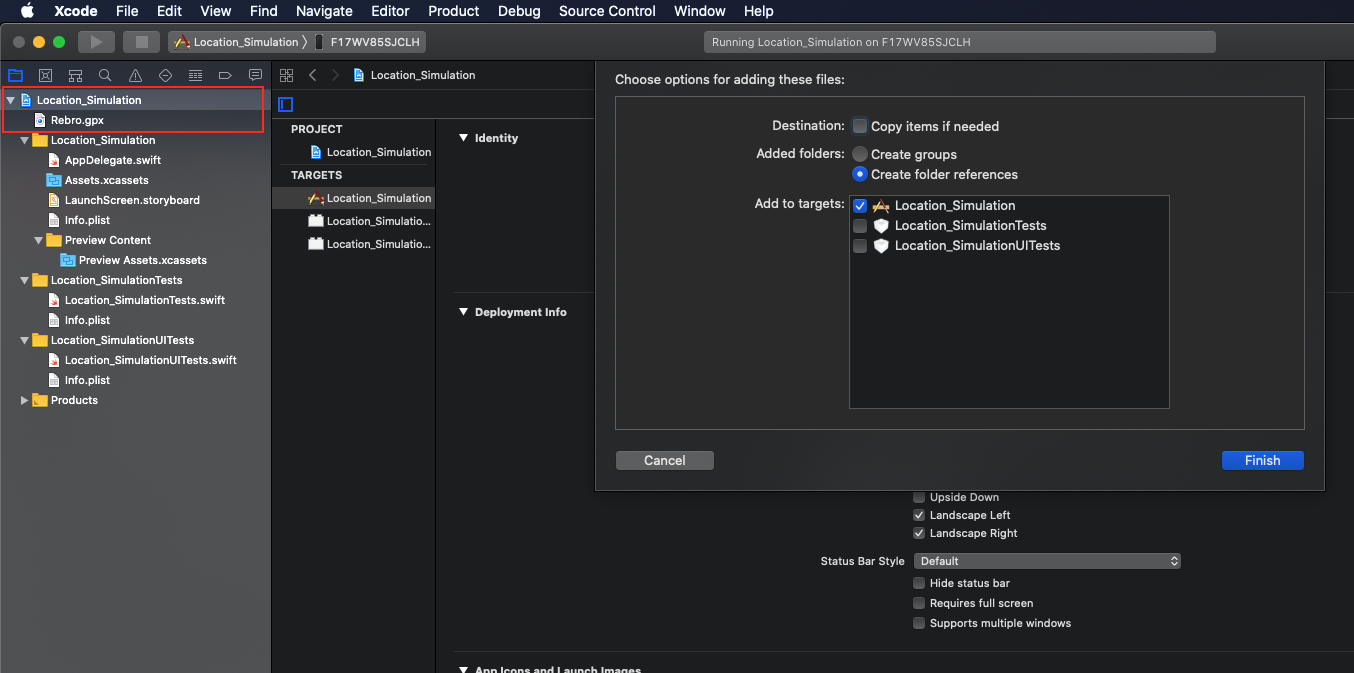 Xcode File Edit View Find Navigate Editor Product Debug Source Control Window Help
Location_Simulation F17WV85SJCLH
Running Location_Simulation on F17WV85SJCLH
Location_Simulation
Location_Simulation
Rebro.gpx
Location_Simulation
AppDelegate.swift
Assets.xcassets
LaunchScreen.storyboard
Info.plist
Preview Content
Preview Assets.xcassets
Location_SimulationTests
Location_SimulationTests.swift
Info.plist
Location_SimulationUITests
Location_SimulationUITests.swift
Info.plist
Products
PROJECT
Location_Simulation
TARGETS
Location_Simulation
Location_Simulatio...
Location_Simulatio...
Identity
Deployment Info
Choose options for adding these files:
Destination: Copy items if needed
Added folders: Create groups
Create folder references
Add to targets: Location_Simulation
Location_SimulationTests
Location_SimulationUITests
Cancel Finish
Upside Down
Landscape Left
Landscape Right
Status Bar Style Default
Hide status bar
Requires full screen
Supports multiple windows
App Icons and Launch Images